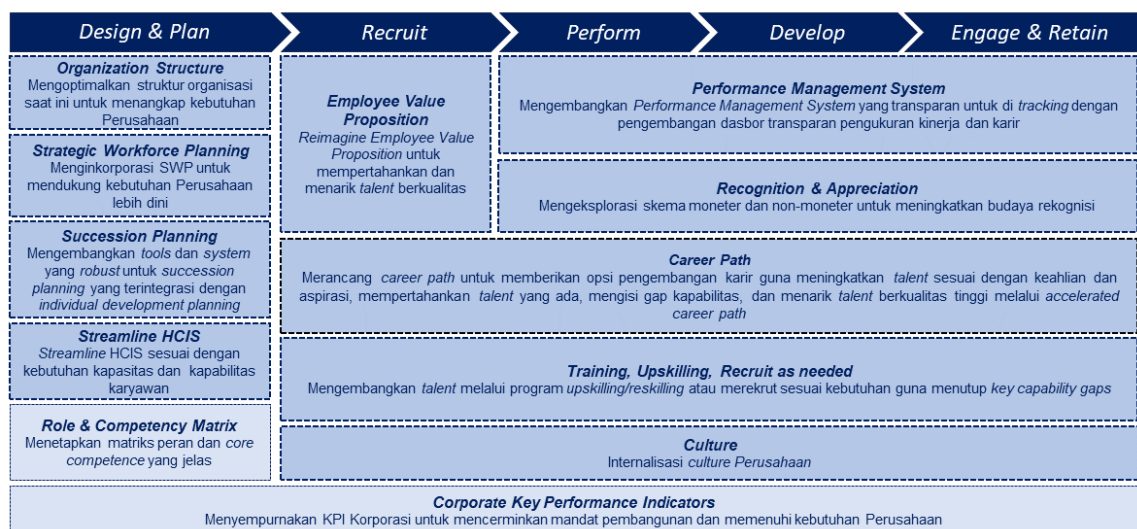 Design & Plan
Recruit
Perform
Develop
Engage & Retain
Organization Structure
Mengoptimalkan struktur organisasi
saat ini untuk menangkap kebutuhan
Perusahaan
Strategic Workforce Planning
Menginkorporasi SWP untuk
mendukung kebutuhan Perusahaan
lebih dini
Succession Planning
Mengembangkan tools dan system
yang robust untuk succession
planning yang terintegrasi dengan
individual development planning
Streamline HCIS
Streamline HCIS sesuai dengan
kebutuhan kapasitas dan kapabilitas
karyawan
Role & Competency Matrix
Menetapkan matriks peran dan core
competence yang jelas
Employee Value
Proposition
Reimagine Employee Value
Proposition untuk
mempertahankan dan
menarik talent berkualitas
Performance Management System
Mengembangkan Performance Management System yang transparan untuk di tracking dengan
pengembangan dasbor transparan pengukuran kinerja dan karir
Recognition & Appreciation
Mengeksplorasi skema moneter dan non-moneter untuk meningkatkan budaya rekognisi
Career Path
Merancang career path untuk memberikan opsi pengembangan karir guna meningkatkan talent sesuai dengan keahlian dan
aspirasi, mempertahankan talent yang ada, mengisi gap kapabilitas, dan menarik talent berkualitas tinggi melalui accelerated
career path
Training, Upskilling, Recruit as needed
Mengembangkan talent melalui program upskilling/reskilling atau merekrut sesuai kebutuhan guna menutup key capability gaps
Culture
Internalisasi culture Perusahaan
Corporate Key Performance Indicators
Menyempurnakan KPI Korporasi untuk mencerminkan mandat pembangunan dan memenuhi kebutuhan Perusahaan